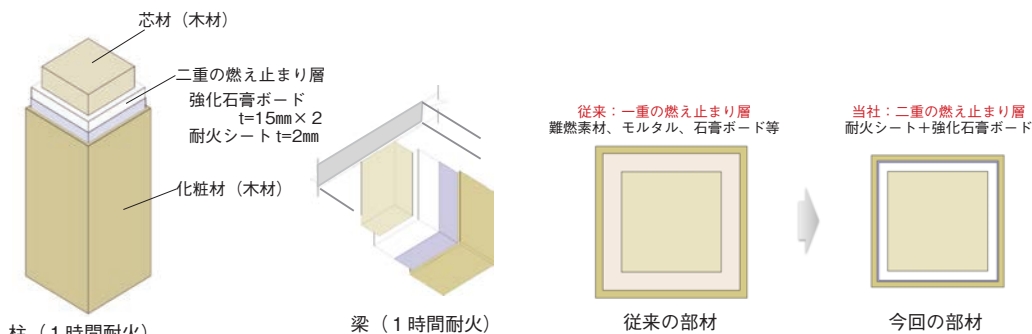 芯材（木材）
二重の燃え止まり層
強化石膏ボード
t=15㎜×2
耐火シート t=2㎜
化粧材（木材）
柱（1時間耐火）
梁（1時間耐火）
従来：一重の燃え止まり層
難燃素材、モルタル、石膏ボード等
従来の部材
当社：二重の燃え止まり層
耐火シート＋強化石膏ボード
今回の部材